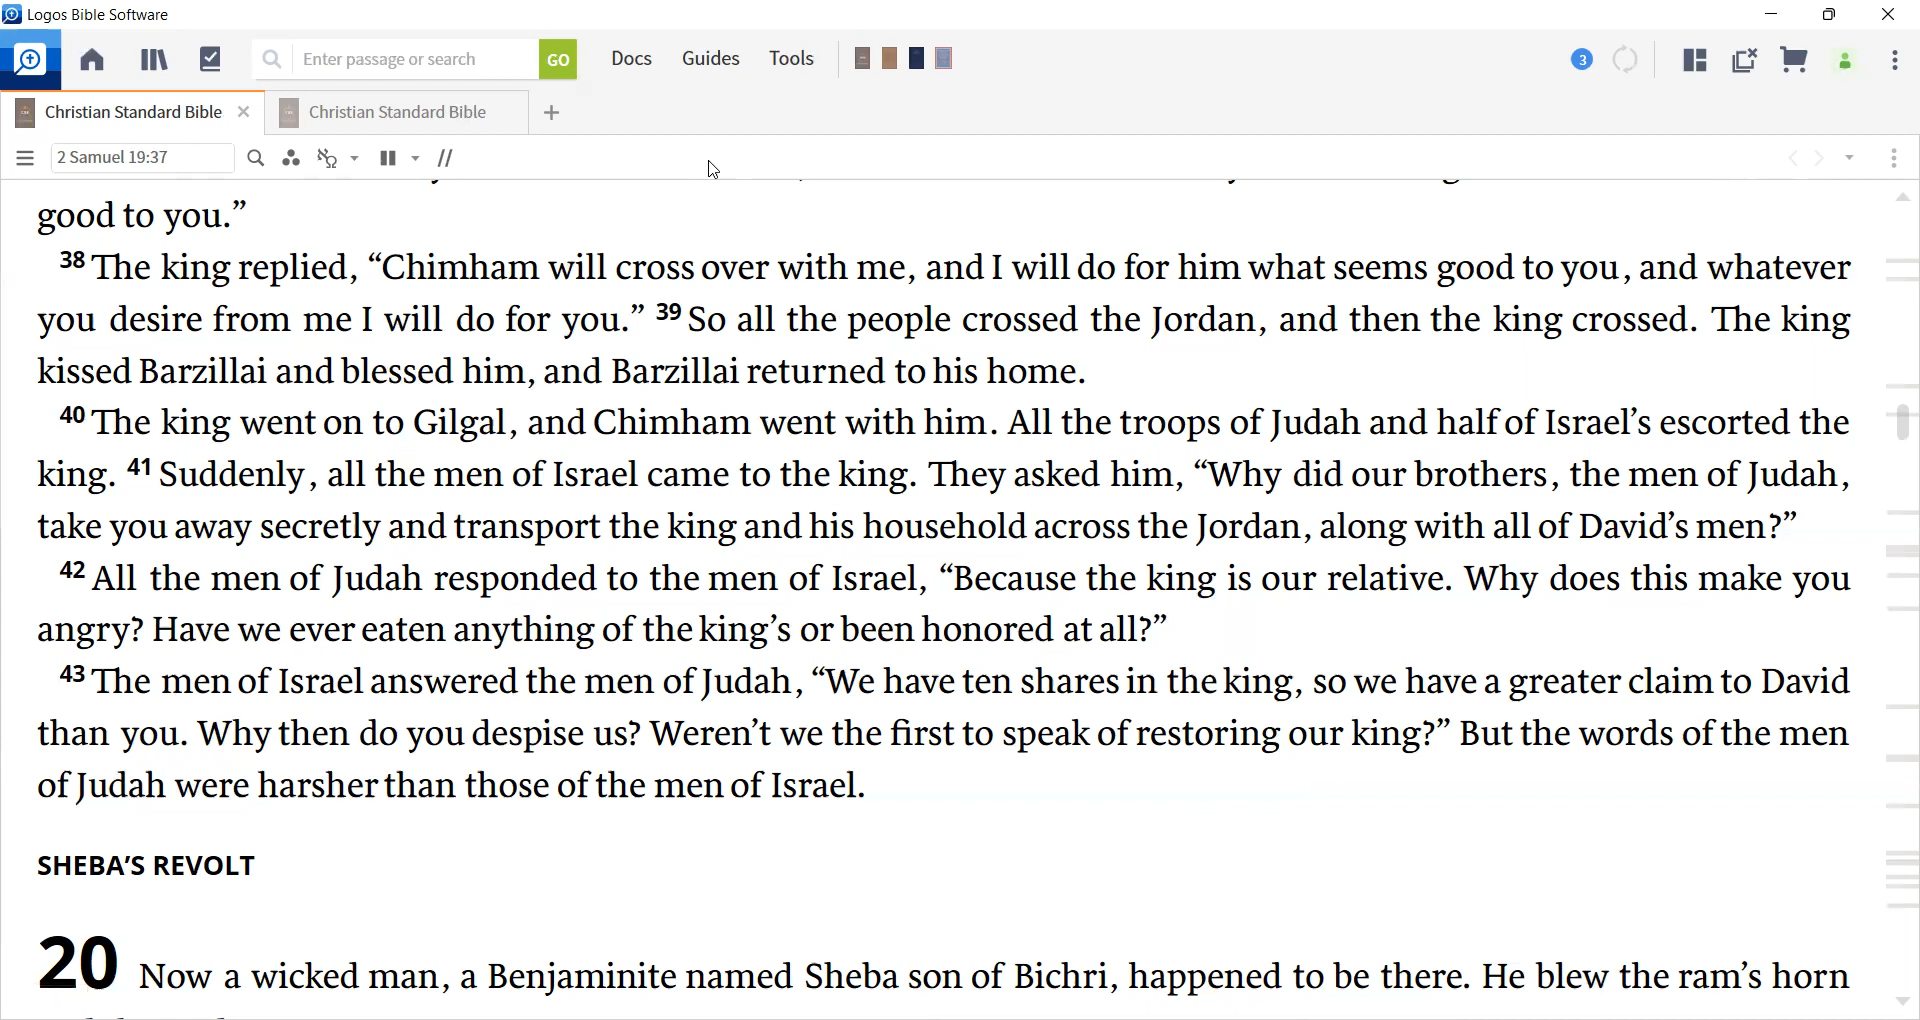 Logos Bible Software
Enter passage or search GO Docs Guides Tools 3
Christian Standard Bible Christian Standard Bible
2 Samuel 19:37
good to you.”
38 The king replied, “Chimham will cross over with me, and I will do for him what seems good to you, and whatever
you desire from me I will do for you.” 39 So all the people crossed the Jordan, and then the king crossed. The king
kissed Barzillai and blessed him, and Barzillai returned to his home.
40 The king went on to Gilgal, and Chimham went with him. All the troops of Judah and half of Israel’s escorted the
king. 41 Suddenly, all the men of Israel came to the king. They asked him, “Why did our brothers, the men of Judah,
take you away secretly and transport the king and his household across the Jordan, along with all of David’s men?”
42 All the men of Judah responded to the men of Israel, “Because the king is our relative. Why does this make you
angry? Have we ever eaten anything of the king’s or been honored at all?”
43 The men of Israel answered the men of Judah, “We have ten shares in the king, so we have a greater claim to David
than you. Why then do you despise us? Weren’t we the first to speak of restoring our king?” But the words of the men
of Judah were harsher than those of the men of Israel.
SHEBA’S REVOLT
20 Now a wicked man, a Benjaminite named Sheba son of Bichri, happened to be there. He blew the ram’s horn